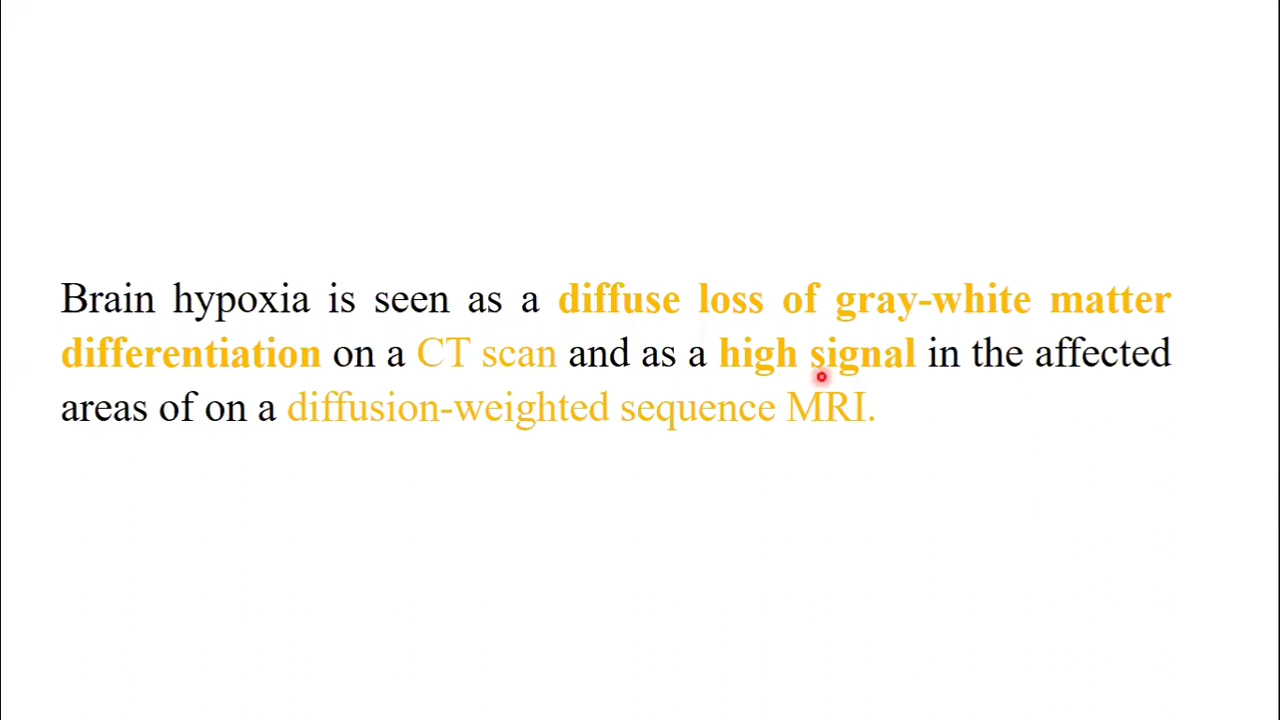 Brain hypoxia is seen as a diffuse loss of gray-white matter
differentiation on a CT scan and as a high signal in the affected
areas of on a diffusion-weighted sequence MRI.